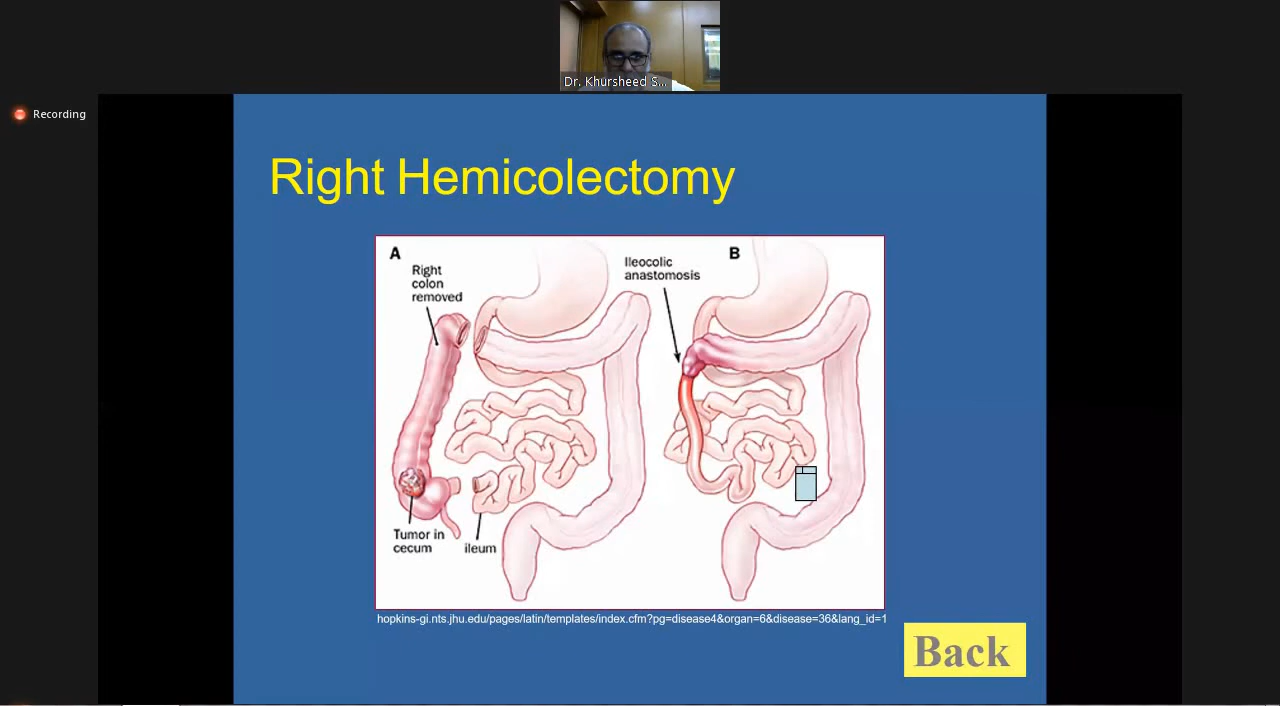 Dr. Khursheed S...
Recording
Right Hemicolectomy
A
Right
colon
removed
Tumor in
cecum
ileum
Ileocolic
anastomosis
B
hopkins-gi.nts.jhu.edu/pages/latin/templates/index.cfm?pg=disease4&organ=6&disease=36&lang_id=1
Back